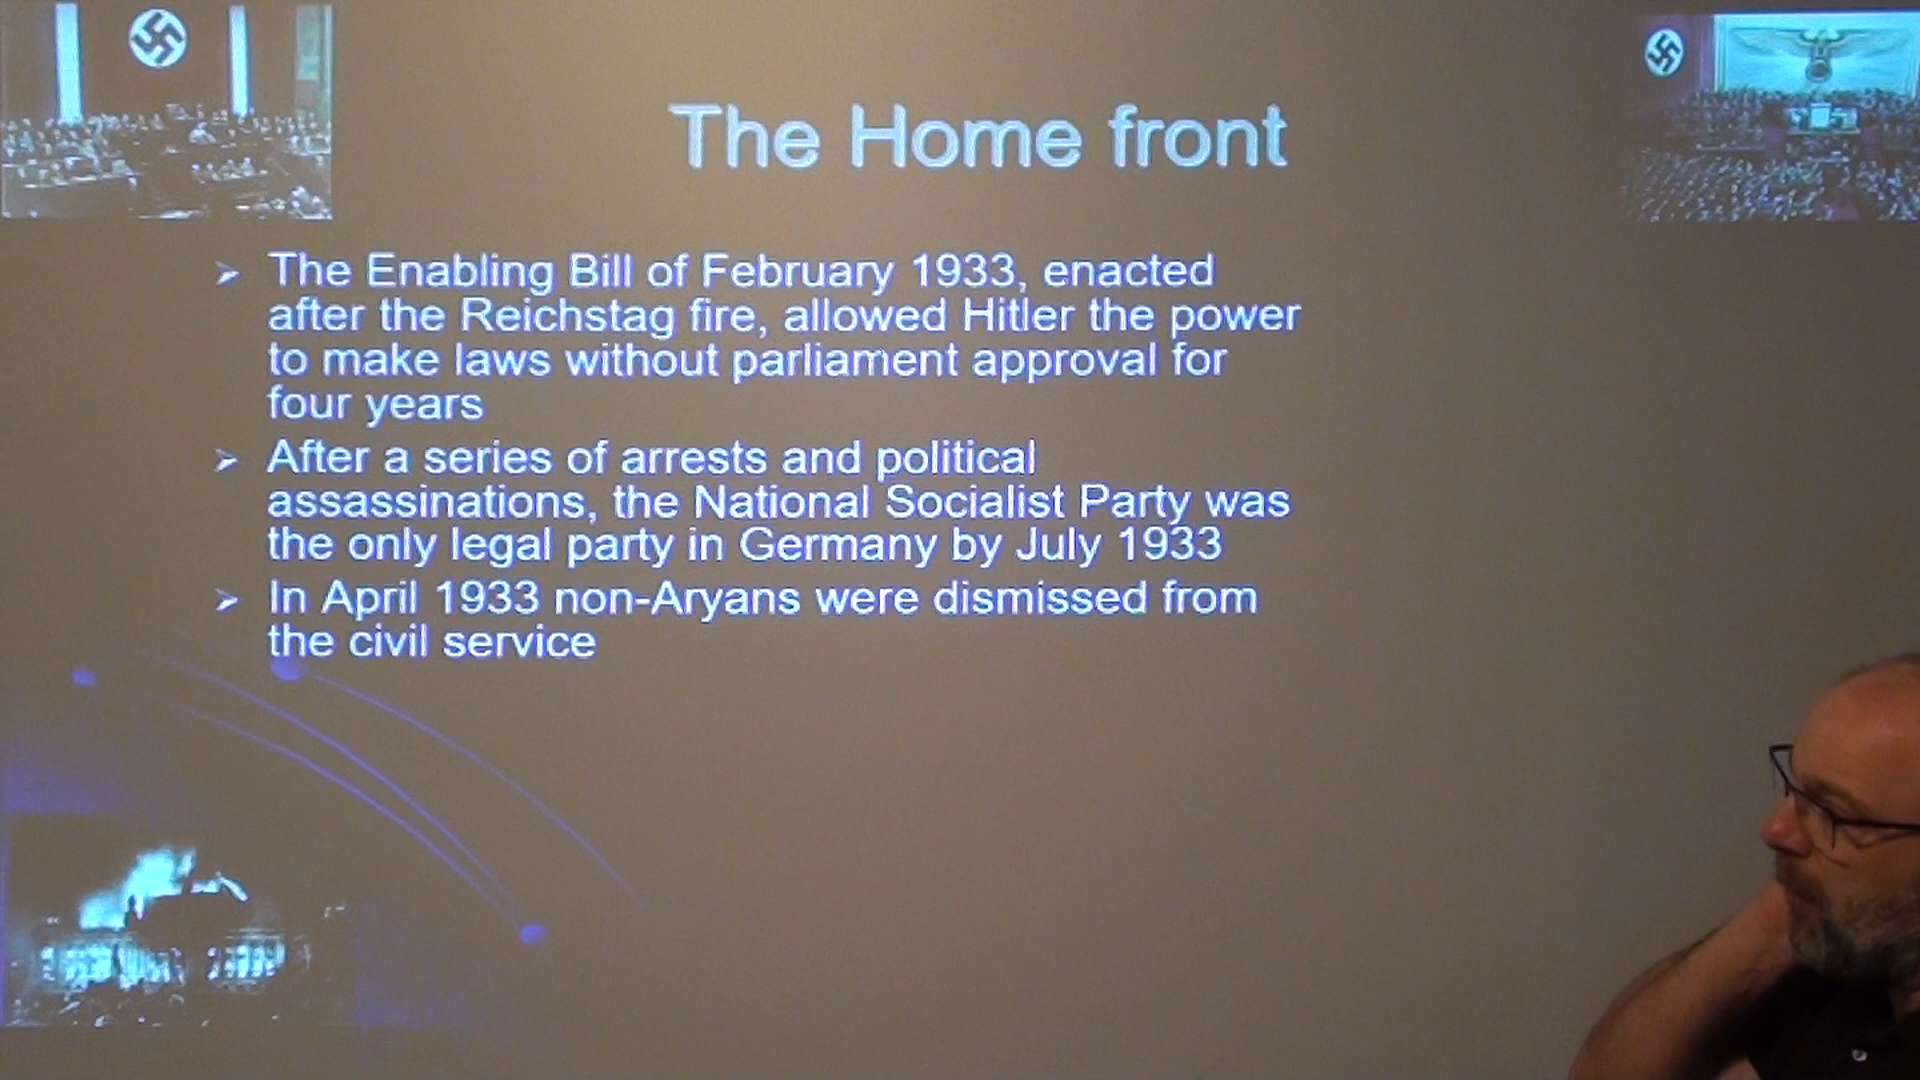 The Home front
The Enabling Bill of February 1933, enacted
after the Reichstag fire, allowed Hitler the power
to make laws without parliament approval for
four years
After a series of arrests and political
assassinations, the National Socialist Party was
the only legal party in Germany by July 1933
In April 1933 non-Aryans were dismissed from
the civil service